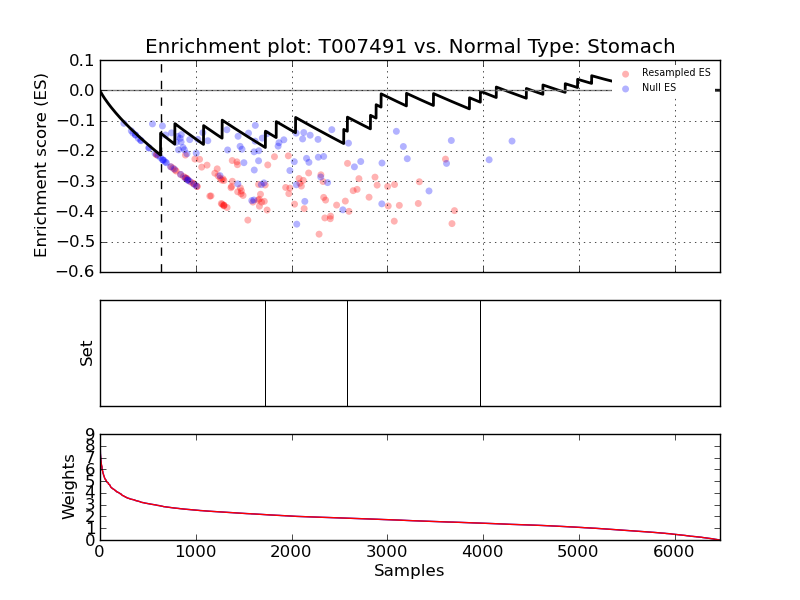 Enrichment plot: T007491 vs. Normal Type: Stomach
Enrichment score (ES)
0.1
0.0
−0.1
−0.2
−0.3
−0.4
−0.5
−0.6
Resampled ES
Null ES
Set
Weights
9
8
7
6
5
4
3
2
1
0
0 1000 2000 3000 4000 5000 6000
Samples